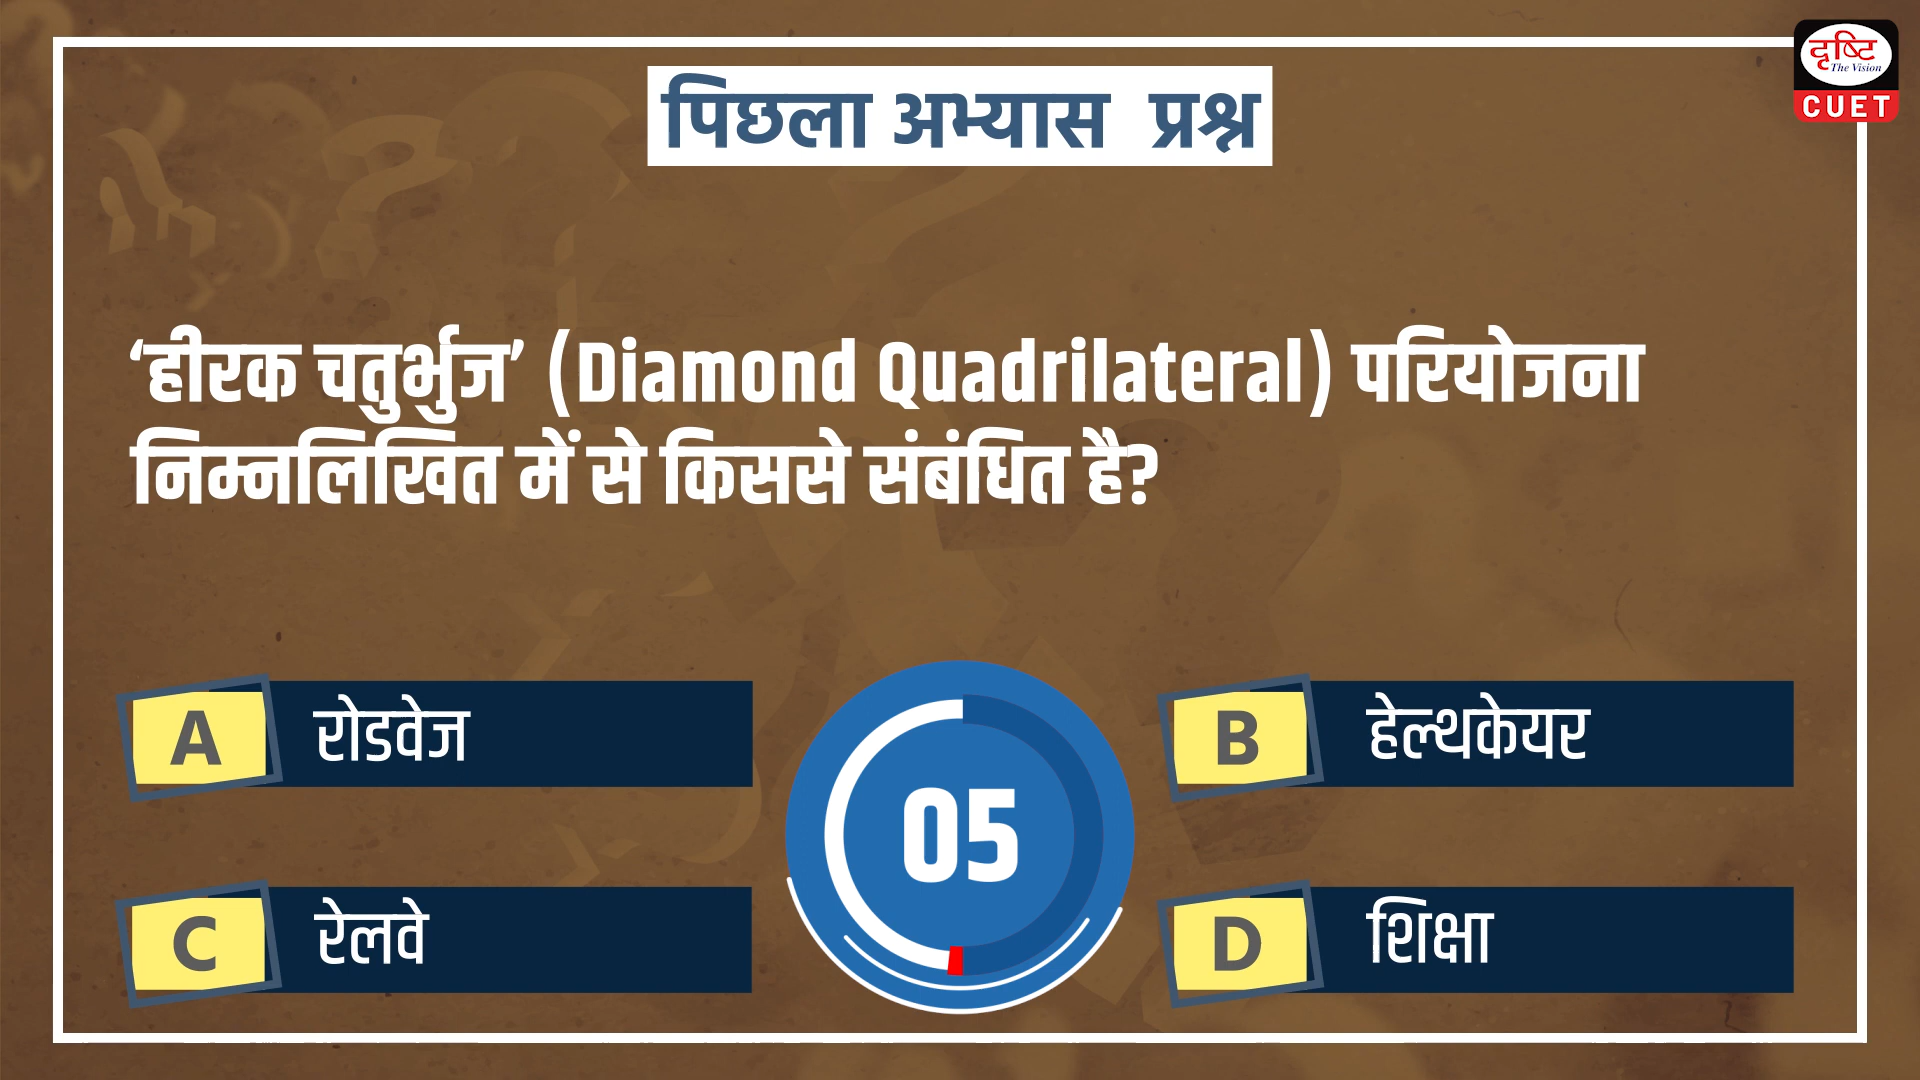 दृष्टि
The Vision
CUET
पिछला अभ्यास प्रश्न
‘हीरक चतुर्भुज’ (Diamond Quadrilateral) परियोजना
निम्नलिखित में से किससे संबंधित है?
A रोडवेज
B हेल्थकेयर
05
C रेलवे
D शिक्षा